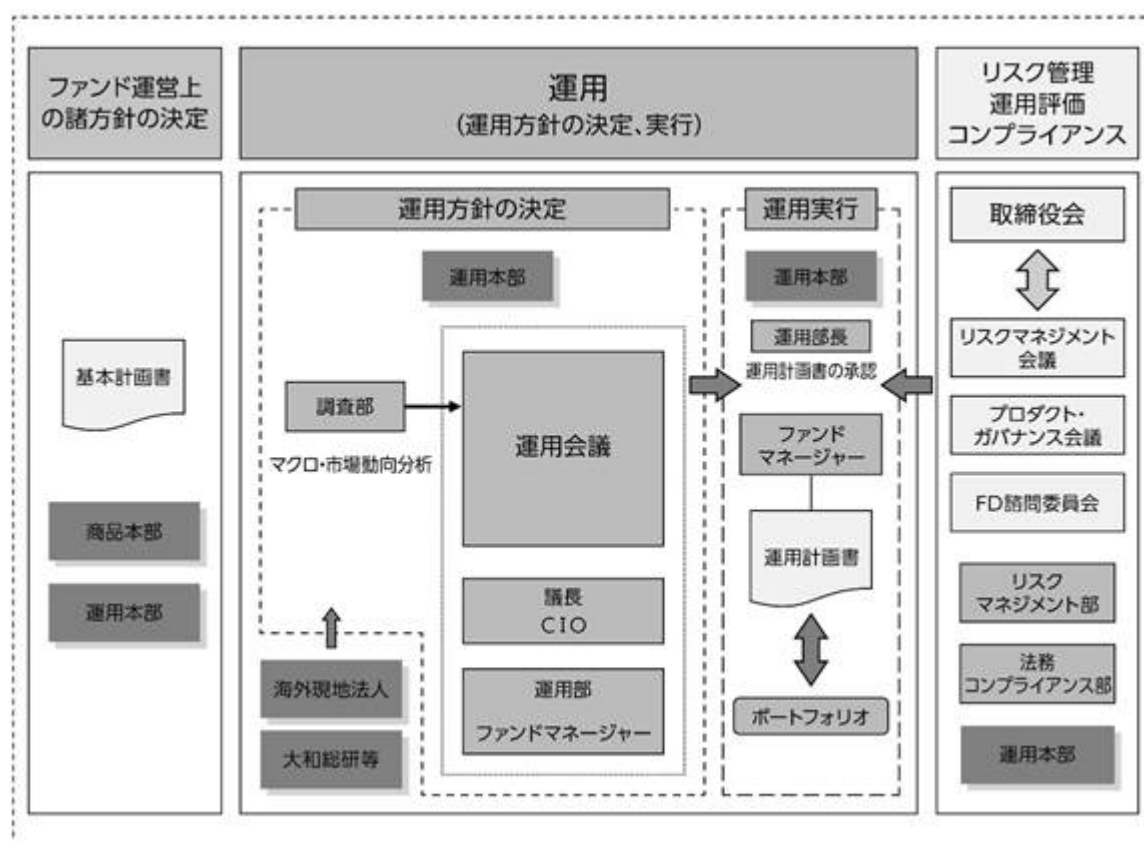 ファンド運営上
の諸方針の決定
基本計画書
商品本部
運用本部
運用
(運用方針の決定、実行)
運用方針の決定
運用本部
調査部
マクロ・市場動向分析
運用会議
議長
CIO
運用部
ファンドマネージャー
海外現地法人
大和総研等
運用実行
運用本部
運用部長
運用計画書の承認
ファンド
マネージャー
運用計画書
ポートフォリオ
リスク管理
運用評価
コンプライアンス
取締役会
リスクマネジメント
会議
プロダクト・
ガバナンス会議
FD諮問委員会
リスク
マネジメント部
法務
コンプライアンス部
運用本部